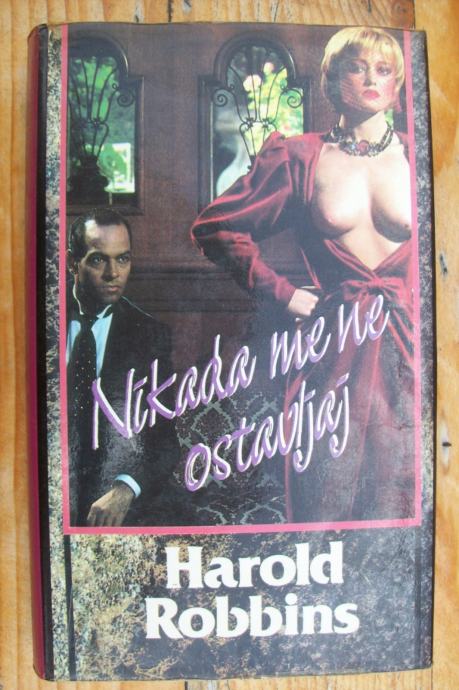 Nikada me ne
ostavljaj
Harold
Robbins